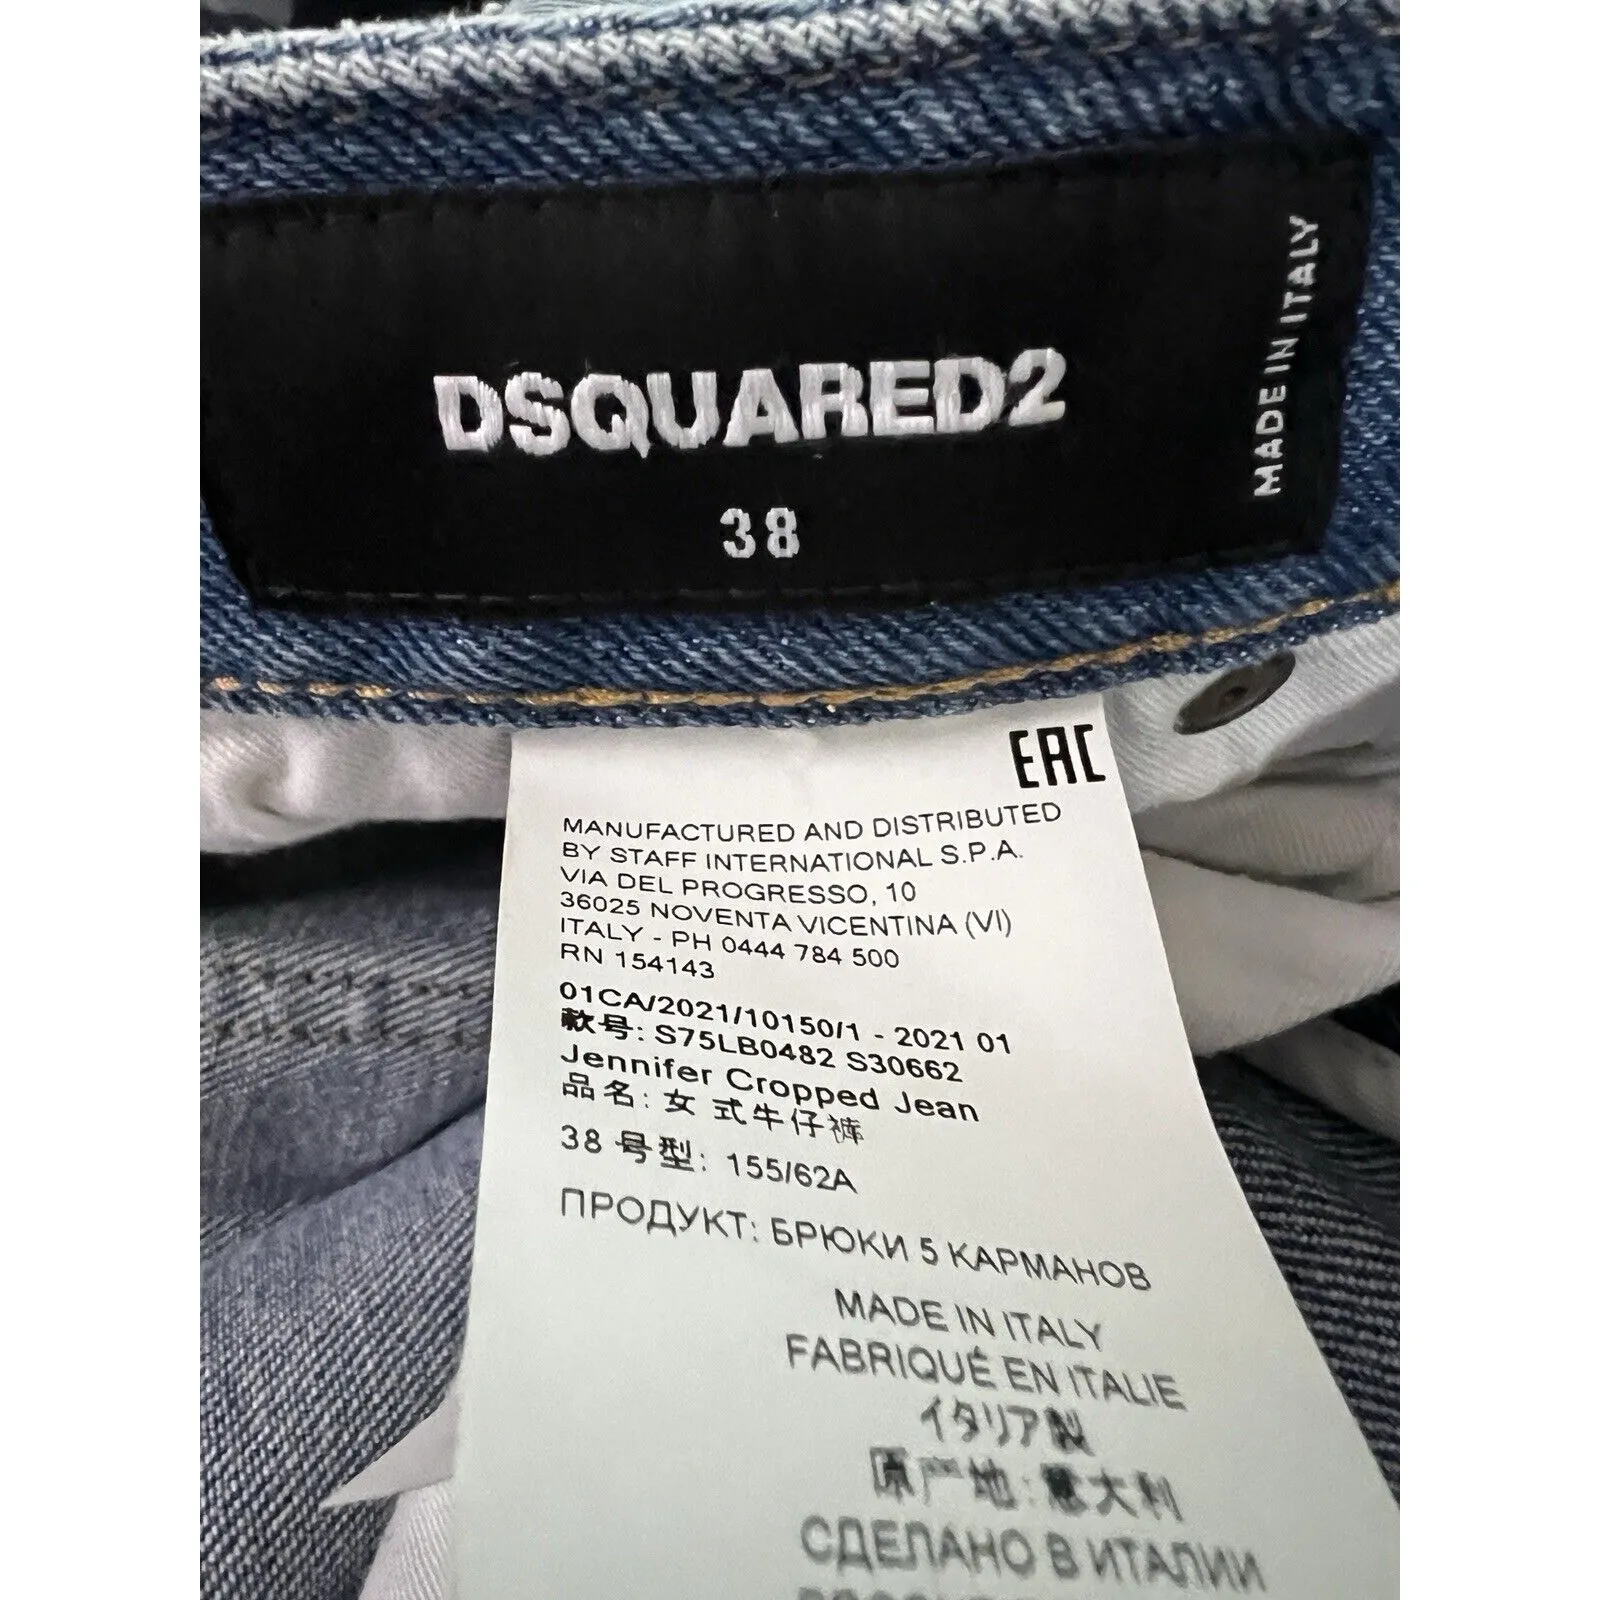 DSQUARED2
38
MADE IN ITALY
EAC
MANUFACTURED AND DISTRIBUTED
BY STAFF INTERNATIONAL S.P.A.
VIA DEL PROGRESSO, 10
36025 NOVENTA VICENTINA (VI)
ITALY - PH 0444 784 500
RN 154143
01CA/2021/10150/1 - 2021 01
款号: S75LB0482 S30662
Jennifer Cropped Jean
品名: 女 式牛仔裤
38 号型: 155/62A
ПРОДУКТ: БРЮКИ 5 КАРМАНОВ
MADE IN ITALY
FABRIQUÉ EN ITALIE
イタリア製
原产地: 意大利
СДЕЛАНО В ИТАЛИИ